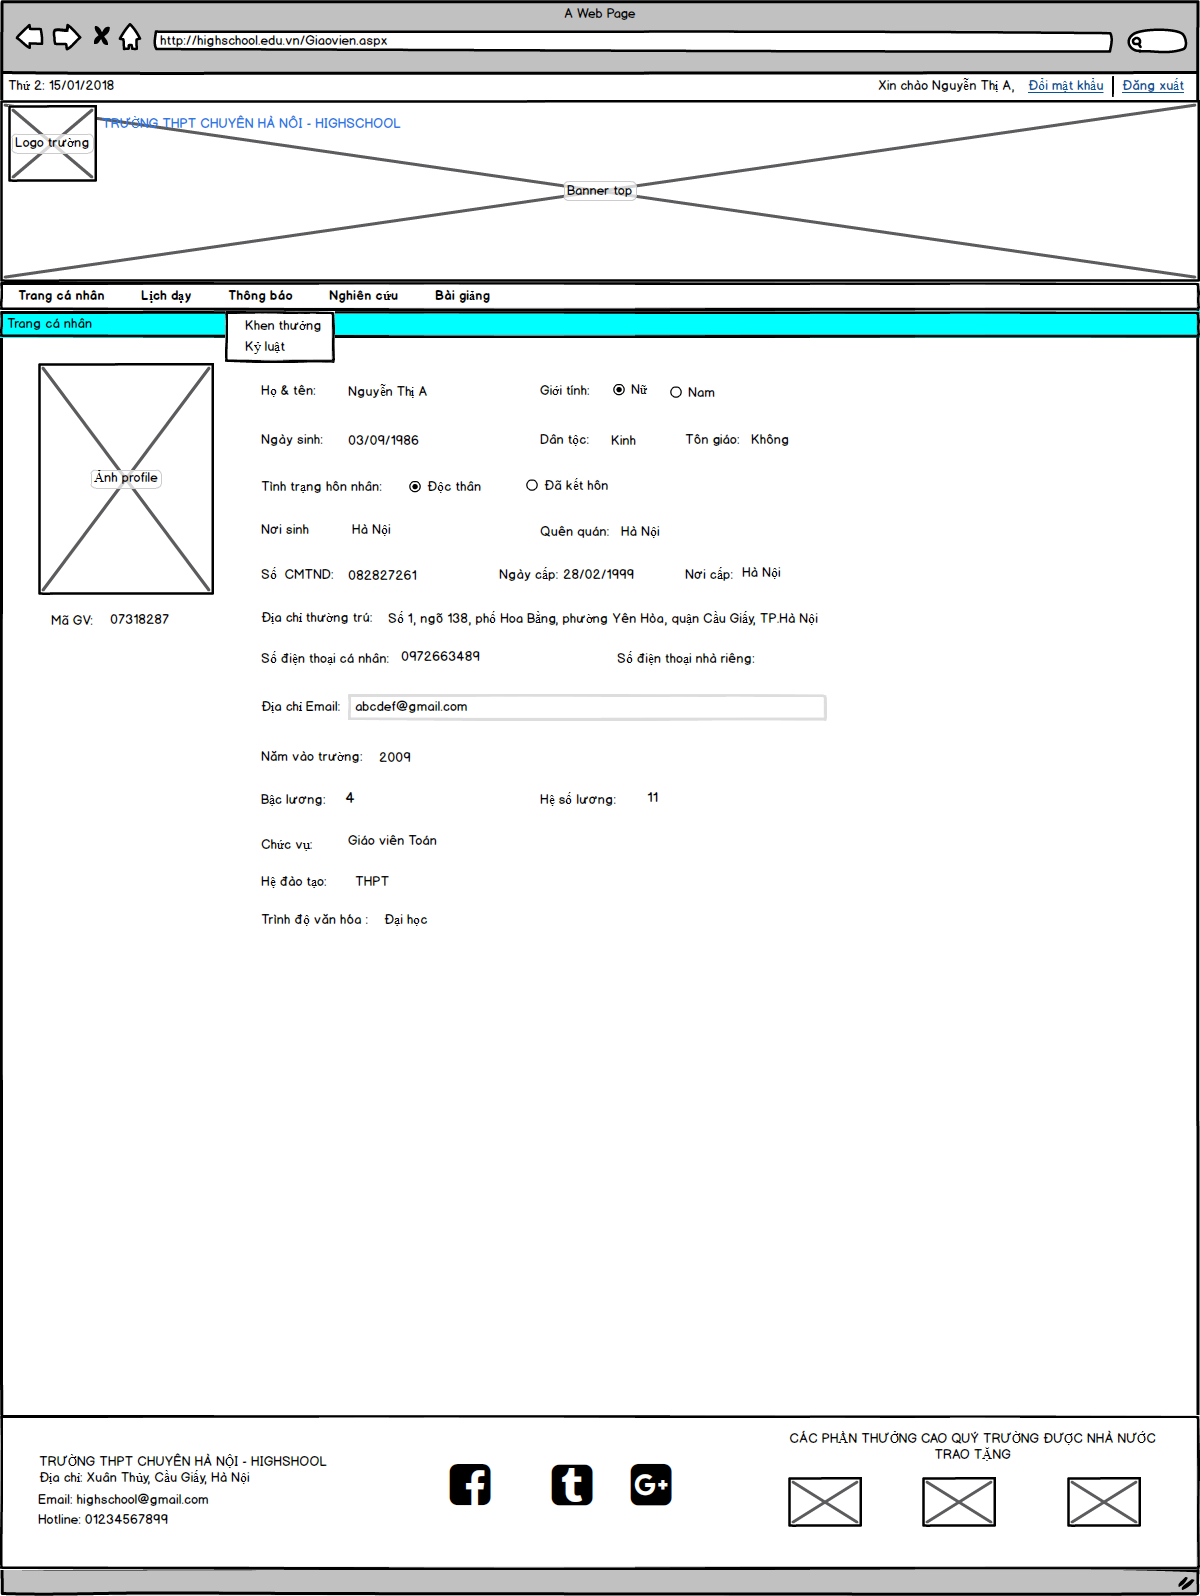 A Web Page
http://highschool.edu.vn/Giaovien.aspx
Thứ 2: 15/01/2018
Xin chào Nguyễn Thị A, Đổi mật khẩu Đăng xuất
TRƯỜNG THPT CHUYÊN HÀ NÔI - HIGHSCHOOL
Logo trường
Banner top
Trang cá nhân Lịch dạy Thông báo Nghiên cứu Bài giảng
Trang cá nhân
Khen thưởng
Kỷ luật
Ảnh profile
Mã GV: 07318287
Họ & tên: Nguyễn Thị A Giới tính: Nữ Nam
Ngày sinh: 03/09/1986 Dân tộc: Kinh Tôn giáo: Không
Tình trạng hôn nhân: Độc thân Đã kết hôn
Nơi sinh Hà Nội Quên quán: Hà Nội
Số CMTND: 082827261 Ngày cấp: 28/02/1999 Nơi cấp: Hà Nội
Địa chỉ thường trú: Số 1, ngõ 138, phố Hoa Bằng, phường Yên Hòa, quận Cầu Giấy, TP.Hà Nội
Số điện thoại cá nhân: 0972663489 Số điện thoại nhà riêng:
Địa chỉ Email: abcdef@gmail.com
Năm vào trường: 2009
Bậc lương: 4 Hệ số lương: 11
Chức vụ: Giáo viên Toán
Hệ đào tạo: THPT
Trình độ văn hóa : Đại học
TRƯỜNG THPT CHUYÊN HÀ NỘI - HIGHSHOOL
Địa chỉ: Xuân Thủy, Cầu Giấy, Hà Nội
Email: highschool@gmail.com
Hotline: 01234567899
f t G+
CÁC PHẦN THƯỞNG CAO QUÝ TRƯỜNG ĐƯỢC NHÀ NƯỚC
TRAO TẶNG